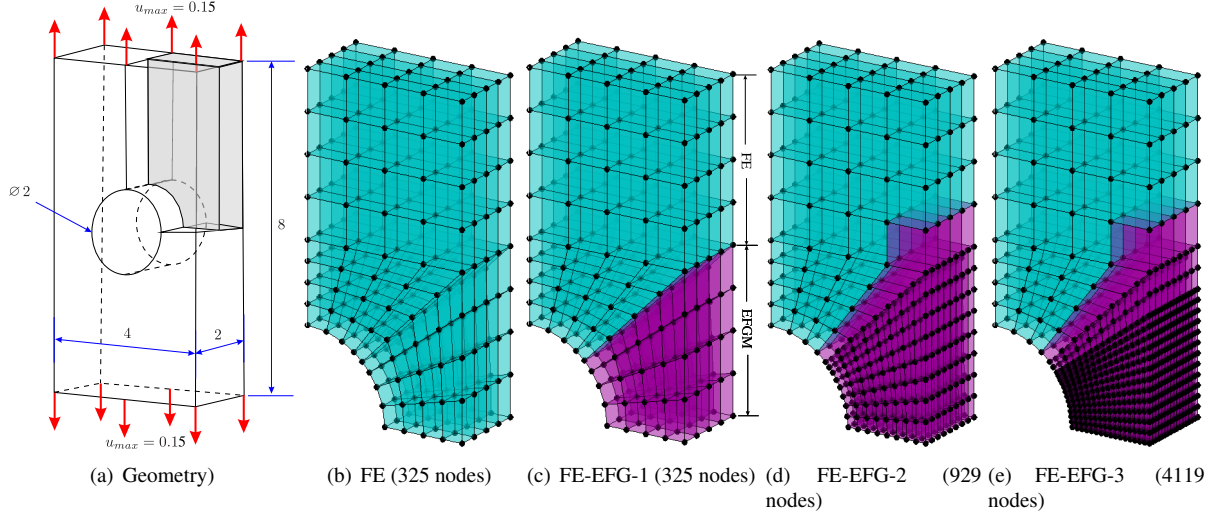 u_max = 0.15
∅ 2
8
4
2
u_max = 0.15
FE
EFGM
(a) Geometry)
(b) FE (325 nodes)
(c) FE-EFG-1 (325 nodes)
(d) FE-EFG-2 (929
nodes)
(e) FE-EFG-3 (4119
nodes)